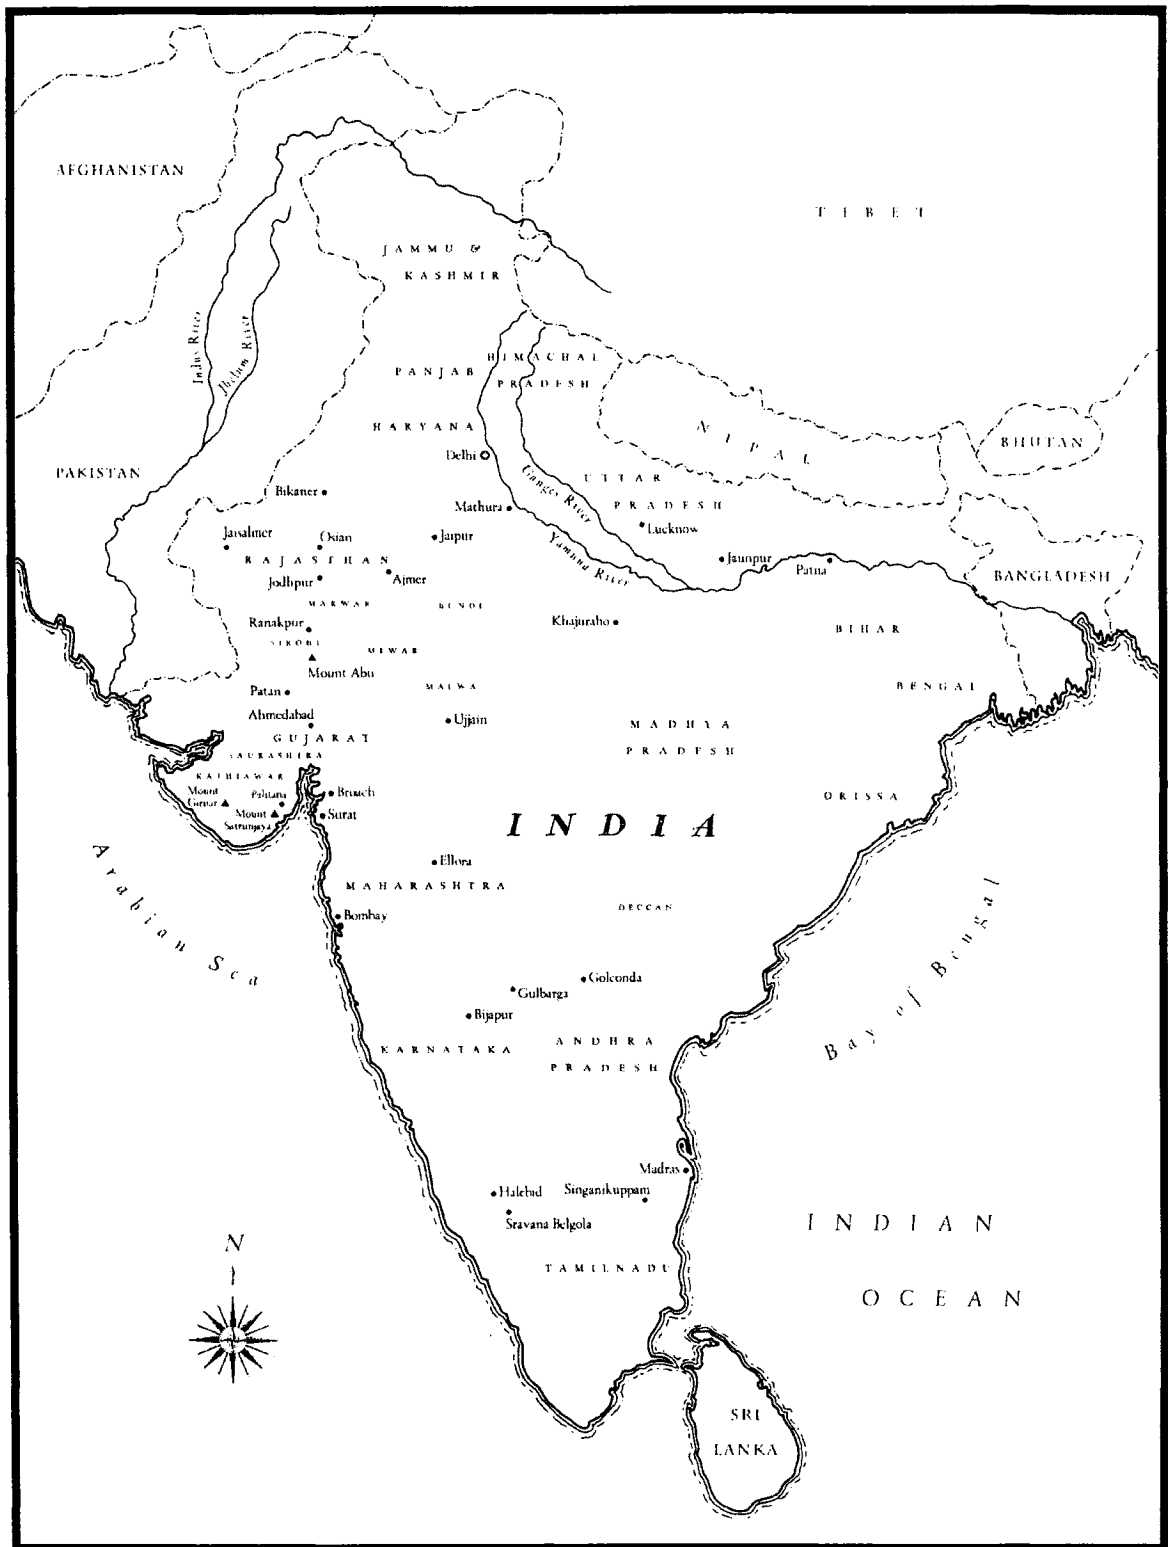 AFGHANISTAN
TIBET
JAMMU &
KASHMIR
Indus River
Jhelum River
HIMACHAL
PRADESH
PANJAB
HARYANA
NIPAL
BHUTAN
Delhi
PAKISTAN
UTTAR
PRADESH
Ganges River
Bikaner
Mathura
Lucknow
Jaisalmer
Osian
Jaipur
RAJASTHAN
Jaunpur
Patna
Yamuna River
BANGLADESH
Jodhpur
Ajmer
MARWAR
Ranakpur
Khajuraho
BIHAR
SIROHI
MEWAR
Mount Abu
Patan
MALWA
BENGAL
Ahmedabad
Ujjain
MADHYA
PRADESH
GUJARAT
SAURASHTRA
KATHIAWAR
Mount
Girnar
Palitana
Mount
Satrunjaya
Broach
Surat
ORISSA
INDIA
Arabian Sea
Ellora
MAHARASHTRA
DECCAN
Bombay
Bay of Bengal
Golconda
Gulbarga
Bijapur
KARNATAKA
ANDHRA
PRADESH
Madras
Halebid
Singanikuppam
Sravana Belgola
INDIAN
OCEAN
N
TAMILNADU
SRI
LANKA